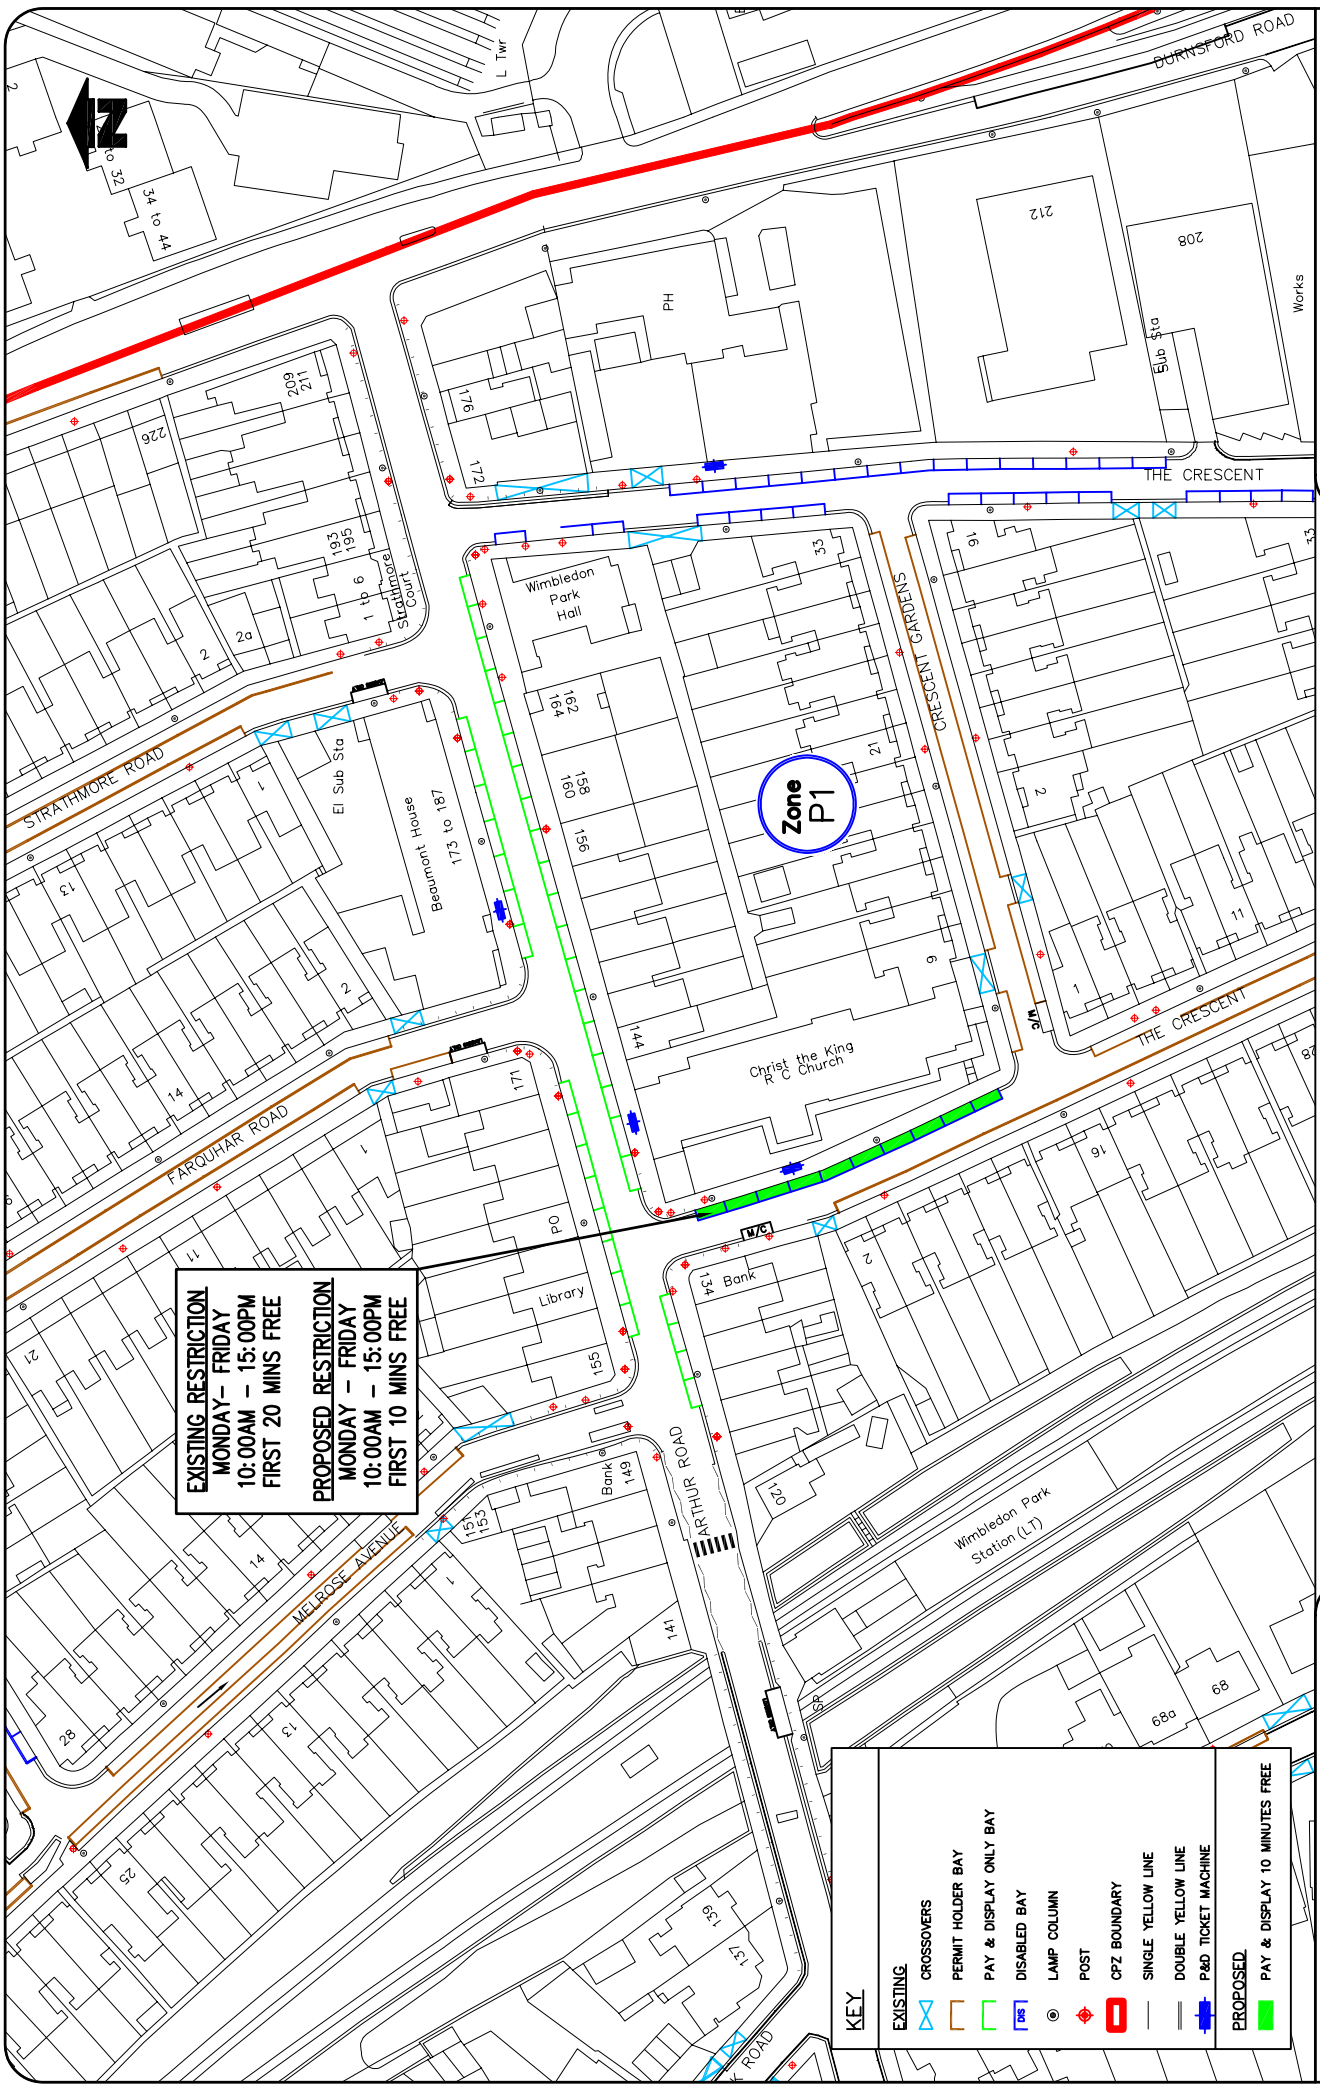 EXISTING RESTRICTION
MONDAY- FRIDAY
10:00AM - 15:00PM
FIRST 20 MINS FREE
PROPOSED RESTRICTION
MONDAY - FRIDAY
10:00AM - 15:00PM
FIRST 10 MINS FREE
KEY
EXISTING
CROSSOVERS
PERMIT HOLDER BAY
PAY & DISPLAY ONLY BAY
DIS
DISABLED BAY
LAMP COLUMN
POST
CPZ BOUNDARY
SINGLE YELLOW LINE
DOUBLE YELLOW LINE
P&D TICKET MACHINE
PROPOSED
PAY & DISPLAY 10 MINUTES FREE
Zone
P1
N
DURNSFORD ROAD
THE CRESCENT
CRESCENT GARDENS
THE CRESCENT
STRATHMORE ROAD
FARQUHAR ROAD
MELROSE AVENUE
ARTHUR ROAD
K ROAD
L Twr
32
34 to 44
212
208
Sub Sta
Works
PH
176
172
226
209
211
193
195
1 to 6
Strathmore
Court
2a
2
Wimbledon
Park
Hall
162
164
158
160
156
144
33
21
6
16
2
1
11
33
28
16
2
El Sub Sta
Beaumont House
173 to 187
1
13
2
14
1
11
21
171
PO
Library
155
Christ the King
R C Church
M/C
M/C
134
Bank
Bank
149
151
153
141
120
Wimbledon Park
Station (LT)
SP
14
28
1
13
25
139
137
68a
68